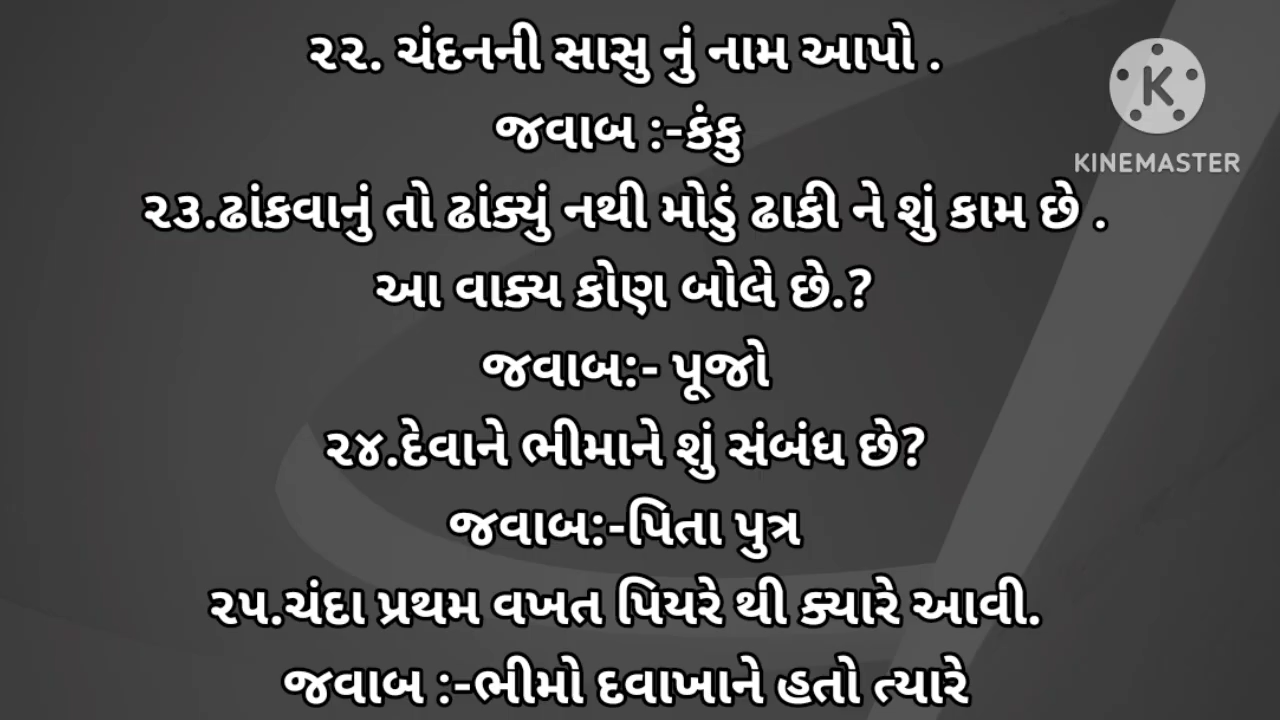 ૨૨. ચંદનની સાસુ નું નામ આપો .
જવાબ :-કંકુ
KINEMASTER
૨૩.ઢાંકવાનું તો ઢાંક્યું નથી મોડું ઢાકી ને શું કામ છે .
આ વાક્ય કોણ બોલે છે.?
જવાબ:- પૂજો
૨૪.દેવાને ભીમાને શું સંબંધ છે?
જવાબ:-પિતા પુત્ર
૨૫.ચંદા પ્રથમ વખત પિયરે થી ક્યારે આવી.
જવાબ :-ભીમો દવાખાને હતો ત્યારે